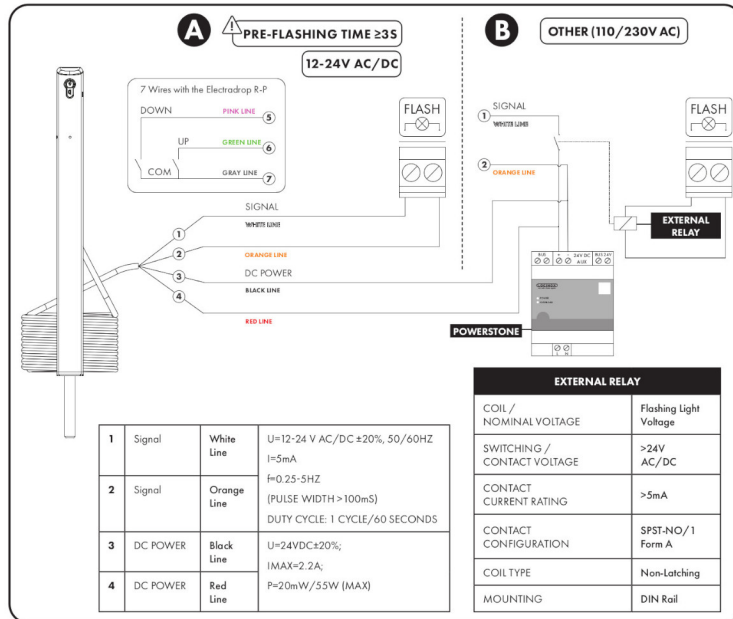 A
PRE-FLASHING TIME ≥3S
12-24V AC/DC
7 Wires with the Electradrop R-P
DOWN
PINK LINE
5
UP
GREEN LINE
6
COM
GRAY LINE
7
FLASH
SIGNAL
1
WHITE LINE
2
ORANGE LINE
3
DC POWER
BLACK LINE
4
RED LINE
B
OTHER (110/230V AC)
SIGNAL
1
WHITE LINE
2
ORANGE LINE
FLASH
EXTERNAL
RELAY
BUS + - 24V DC
AUX
L N
POWERSTONE
1 Signal White Line U=12-24 V AC/DC ±20%, 50/60HZ
I=5mA
f=0.25-5HZ
2 Signal Orange Line (PULSE WIDTH >100mS)
DUTY CYCLE: 1 CYCLE/60 SECONDS
3 DC POWER Black Line U=24VDC±20%;
IMAX=2.2A;
4 DC POWER Red Line P=20mW/55W (MAX)
EXTERNAL RELAY
COIL / NOMINAL VOLTAGE Flashing Light Voltage
SWITCHING / CONTACT VOLTAGE >24V AC/DC
CONTACT CURRENT RATING >5mA
CONTACT CONFIGURATION SPST-NO/1 Form A
COIL TYPE Non-Latching
MOUNTING DIN Rail